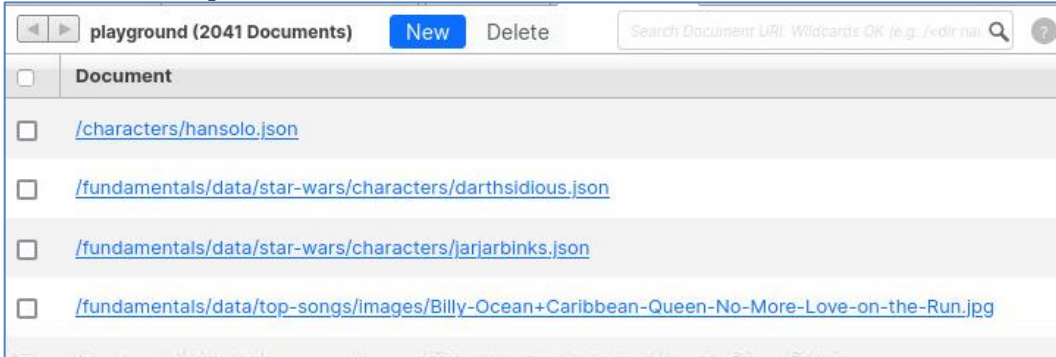 playground (2041 Documents) New Delete Search Document URI. Wildcards OK (e.g. /<dir na ?
Document
/characters/hansolo.json
/fundamentals/data/star-wars/characters/darthsidious.json
/fundamentals/data/star-wars/characters/jarjarbinks.json
/fundamentals/data/top-songs/images/Billy-Ocean+Caribbean-Queen-No-More-Love-on-the-Run.jpg